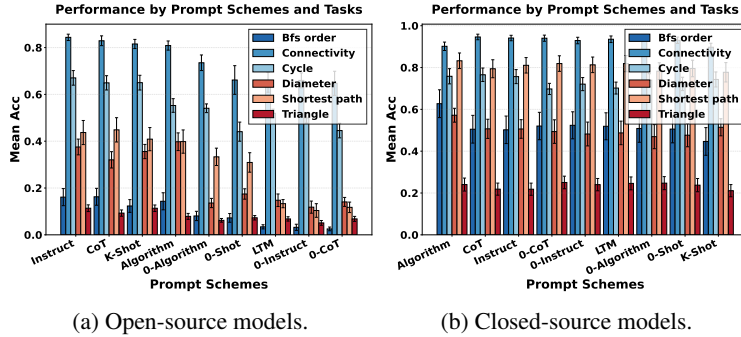 Performance by Prompt Schemes and Tasks
Mean Acc
0.8
0.6
0.4
0.2
0.0
Bfs order
Connectivity
Cycle
Diameter
Shortest path
Triangle
Instruct
CoT
K-Shot
Algorithm
0-Algorithm
0-Shot
LTM
0-Instruct
0-CoT
Prompt Schemes
(a) Open-source models.
Performance by Prompt Schemes and Tasks
Mean Acc
1.0
0.8
0.6
0.4
0.2
0.0
Bfs order
Connectivity
Cycle
Diameter
Shortest path
Triangle
Algorithm
CoT
Instruct
0-CoT
0-Instruct
LTM
0-Algorithm
0-Shot
K-Shot
Prompt Schemes
(b) Closed-source models.